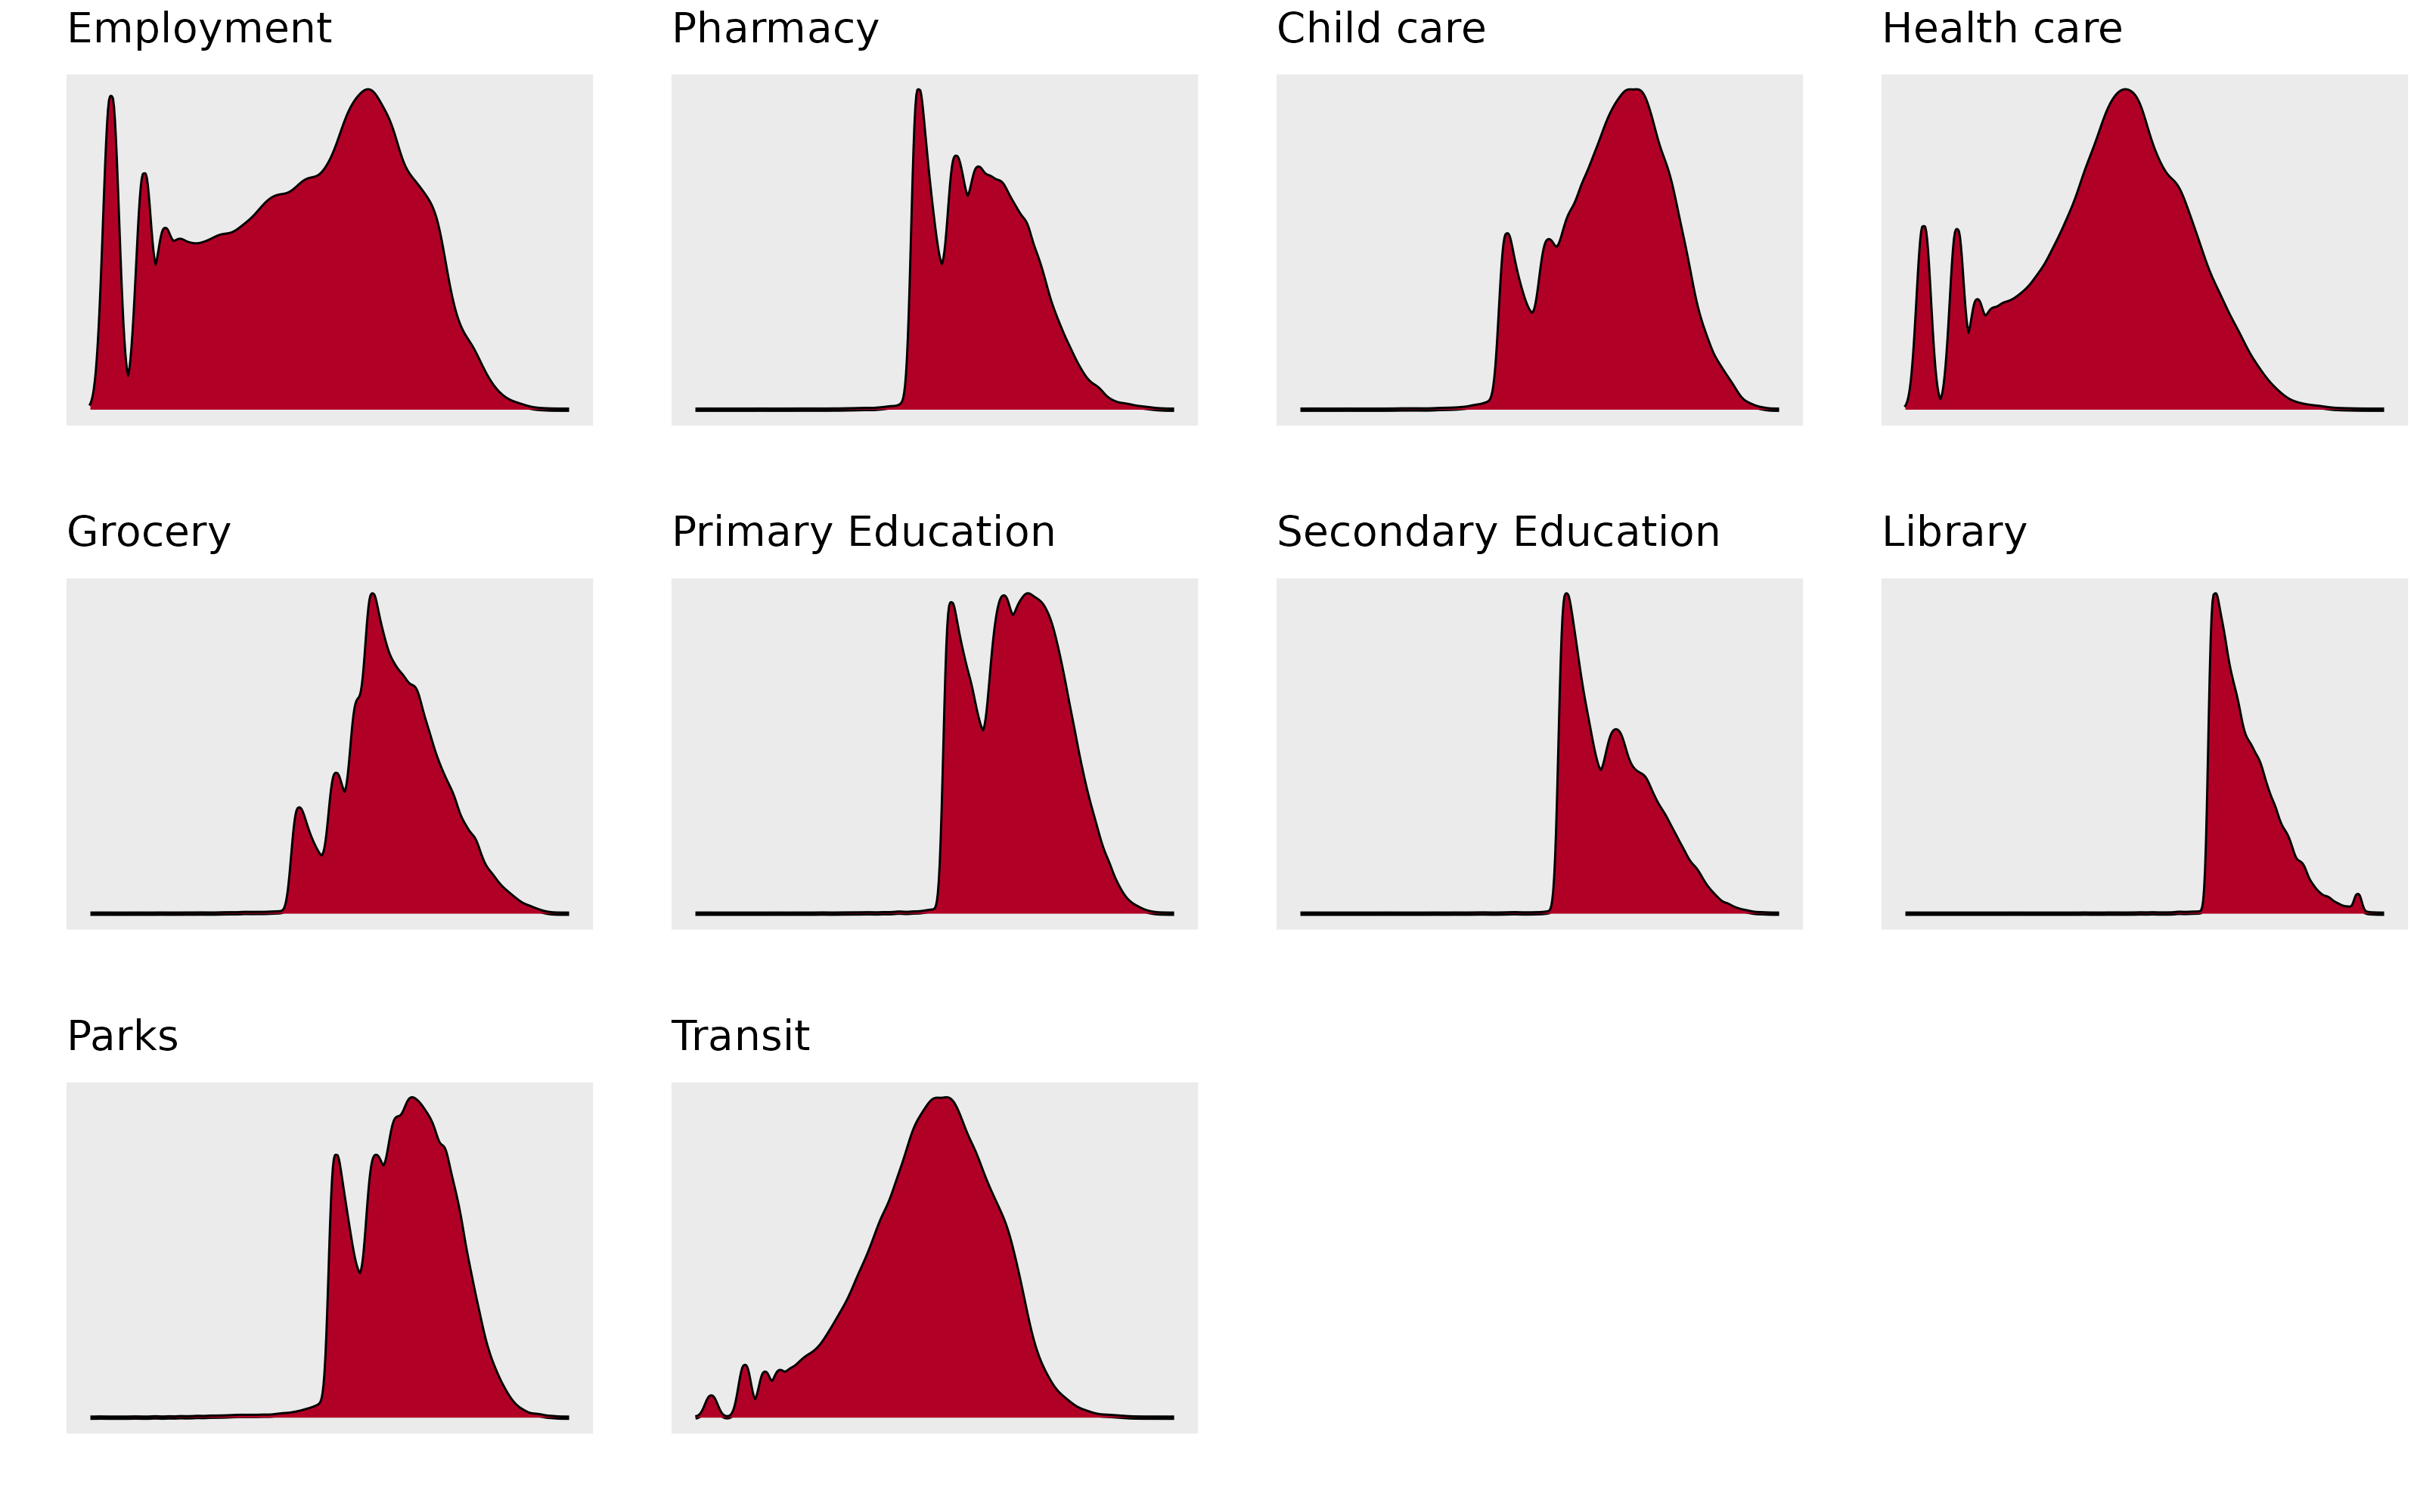 Employment
Pharmacy
Child care
Health care
Grocery
Primary Education
Secondary Education
Library
Parks
Transit